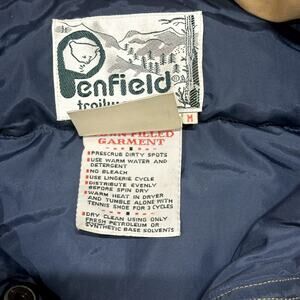 Penfield
M
FILLED
GARMENT
PRESCRUB DIRTY SPOTS
USE WARM WATER AND
DETERGENT
NO BLEACH
USE LINGERIE CYCLE
DISTRIBUTE EVENLY
BEFORE SPIN DRY
WARM HEAT IN DRYER
AND TUMBLE ALONE WITH
TENNIS SHOE FOR 3 CYCLES
DRY CLEAN USING ONLY
FRESH PETROLEUM OR
SYNTHETIC BASE SOLVENTS